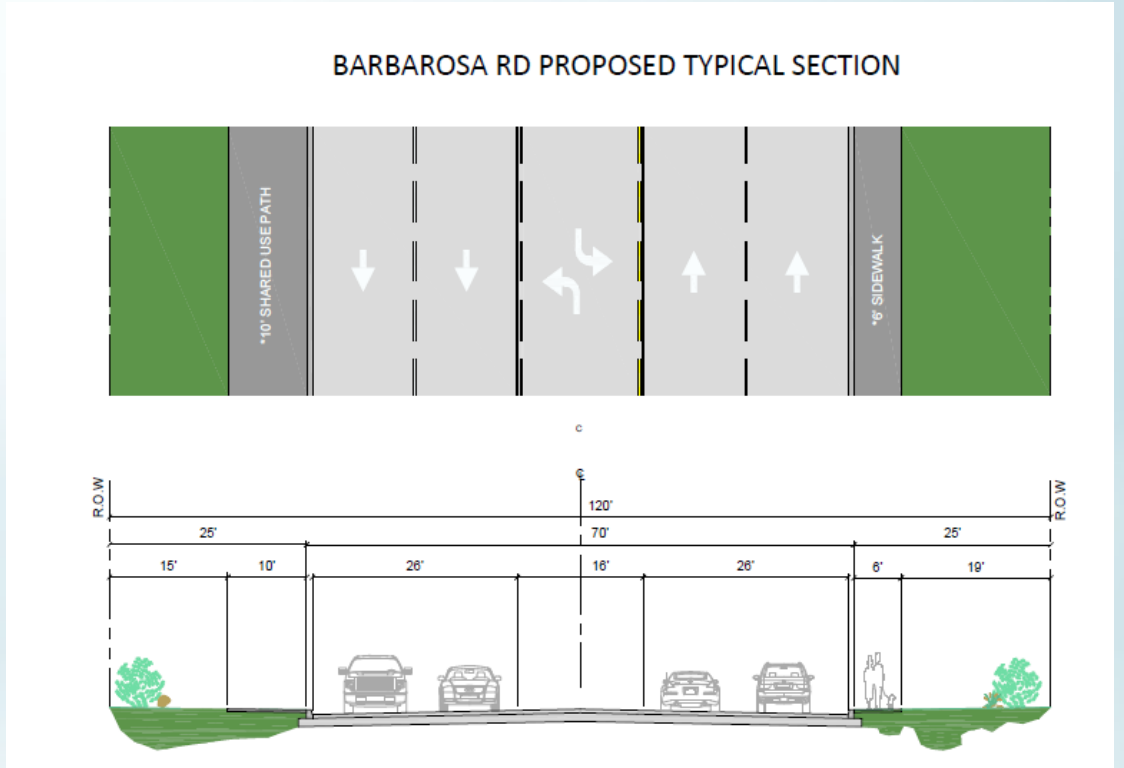 BARBAROSA RD PROPOSED TYPICAL SECTION
*10' SHARED USE PATH
*6' SIDEWALK
c
℄
R.O.W
R.O.W
120'
25'
70'
25'
15'
10'
26'
16'
26'
6'
19'